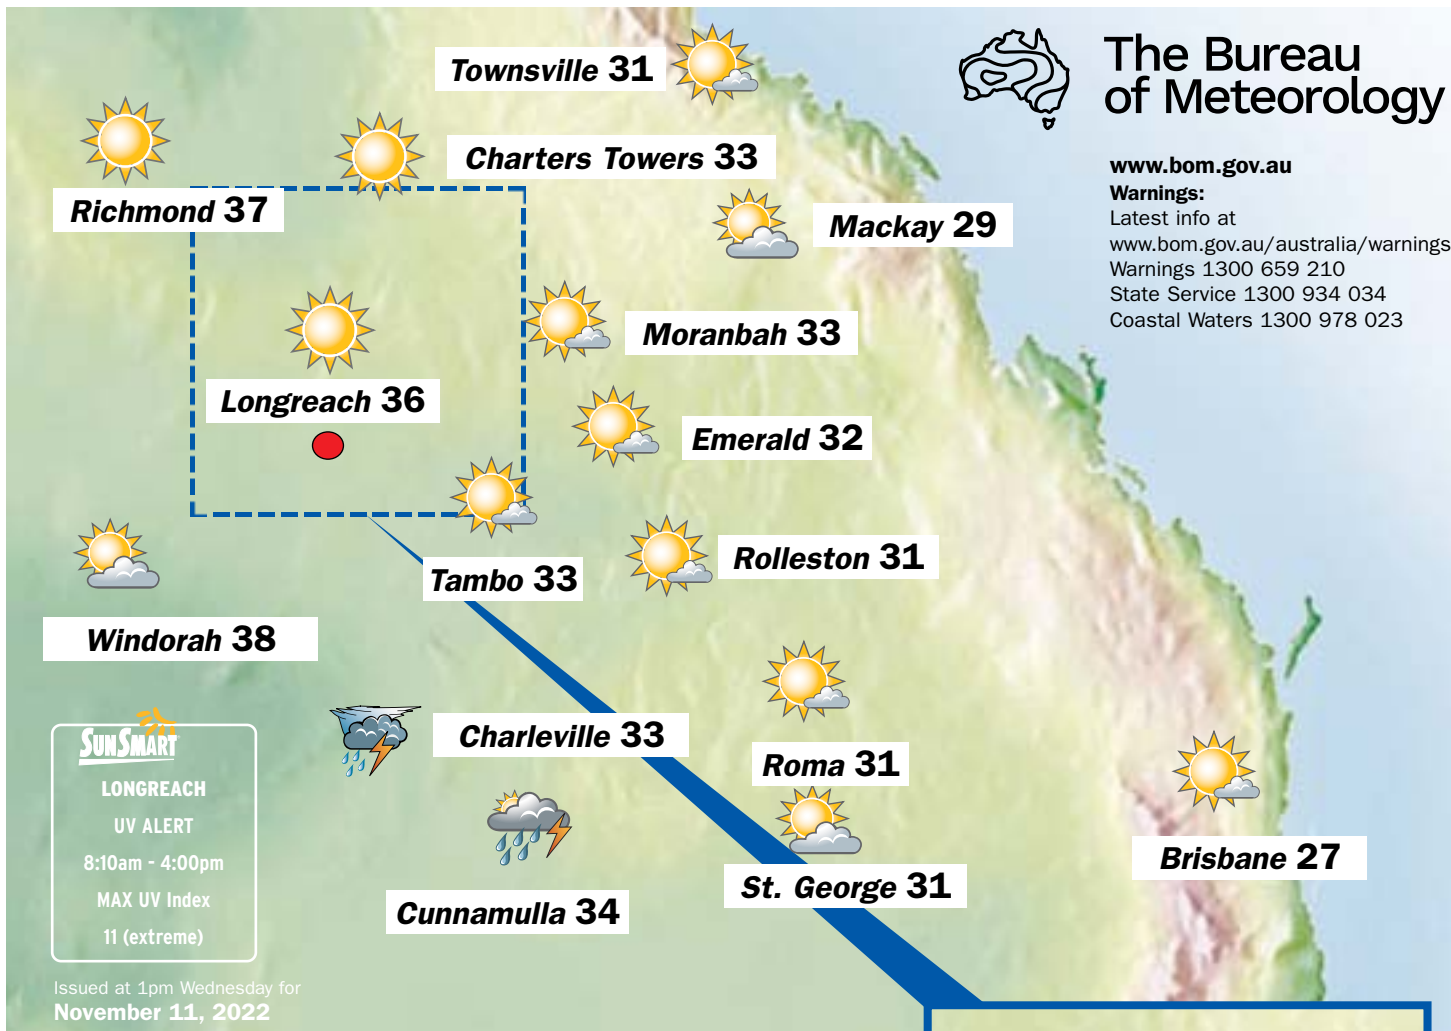 The Bureau
of Meteorology
www.bom.gov.au
Warnings:
Latest info at
www.bom.gov.au/australia/warnings
Warnings 1300 659 210
State Service 1300 934 034
Coastal Waters 1300 978 023
Townsville 31
Charters Towers 33
Richmond 37
Mackay 29
Moranbah 33
Longreach 36
Emerald 32
Rolleston 31
Tambo 33
Windorah 38
Charleville 33
Roma 31
Brisbane 27
St. George 31
Cunnamulla 34
SUNSMART
LONGREACH
UV ALERT
8:10am - 4:00pm
MAX UV Index
11 (extreme)
Issued at 1pm Wednesday for
November 11, 2022